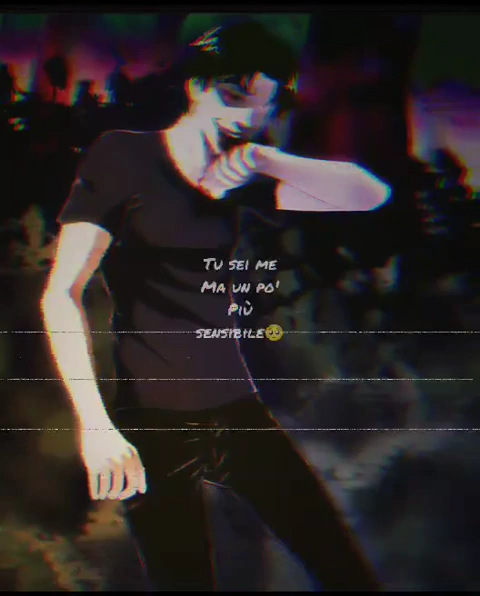 Tu sei me
Ma un po'
più
sensibile🥺